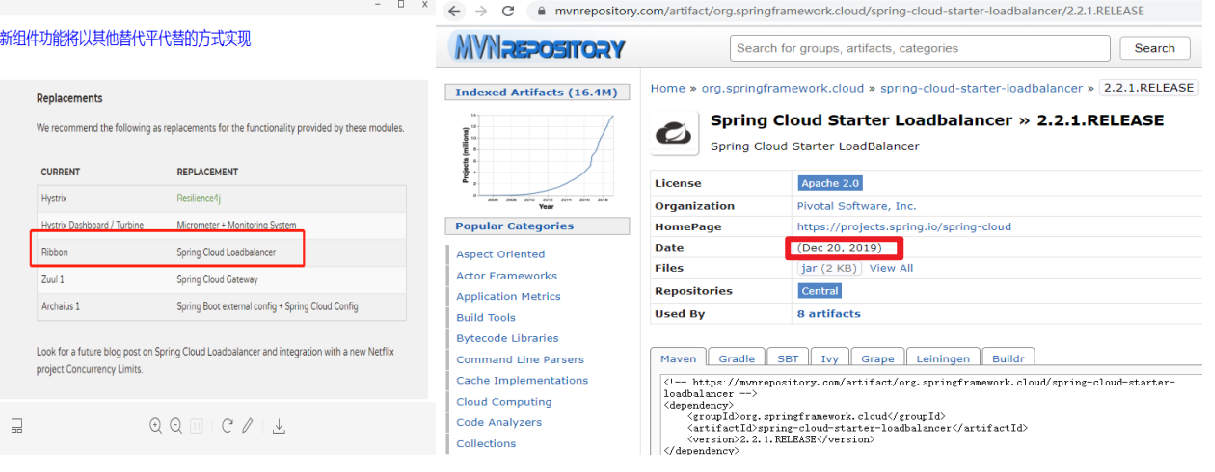 新组件功能将以其他替代平代替的方式实现
Replacements
We recommend the following as replacements for the functionality provided by these modules.
CURRENT REPLACEMENT
Hystrix Resilience4j
Hystrix Dashboard / Turbine Micrometer + Monitoring System
Ribbon Spring Cloud Loadbalancer
Zuul 1 Spring Cloud Gateway
Archaius 1 Spring Boot external config + Spring Cloud Config
Look for a future blog post on Spring Cloud Loadbalancer and integration with a new Netflix
project Concurrency Limits.
mvnrepository.com/artifact/org.springframework.cloud/spring-cloud-starter-loadbalancer/2.2.1.RELEASE
MVNREPOSITORY
Search for groups, artifacts, categories
Search
Indexed Artifacts (16.4M)
Projects (millions)
Year
Popular Categories
Aspect Oriented
Actor Frameworks
Application Metrics
Build Tools
Bytecode Libraries
Command Line Parsers
Cache Implementations
Cloud Computing
Code Analyzers
Collections
Home » org.springframework.cloud » spring-cloud-starter-loadbalancer » 2.2.1.RELEASE
Spring Cloud Starter Loadbalancer » 2.2.1.RELEASE
Spring Cloud Starter LoadBalancer
License Apache 2.0
Organization Pivotal Software, Inc.
HomePage https://projects.spring.io/spring-cloud
Date (Dec 20, 2019)
Files jar (2 KB) View All
Repositories Central
Used By 8 artifacts
Maven Gradle SBT Ivy Grape Leiningen Buildr
<!-- https://mvnrepository.com/artifact/org.springframework.cloud/spring-cloud-starter-
loadbalancer -->
<dependency>
<groupId>org.springframework.cloud</groupId>
<artifactId>spring-cloud-starter-loadbalancer</artifactId>
<version>2.2.1.RELEASE</version>
</dependency>